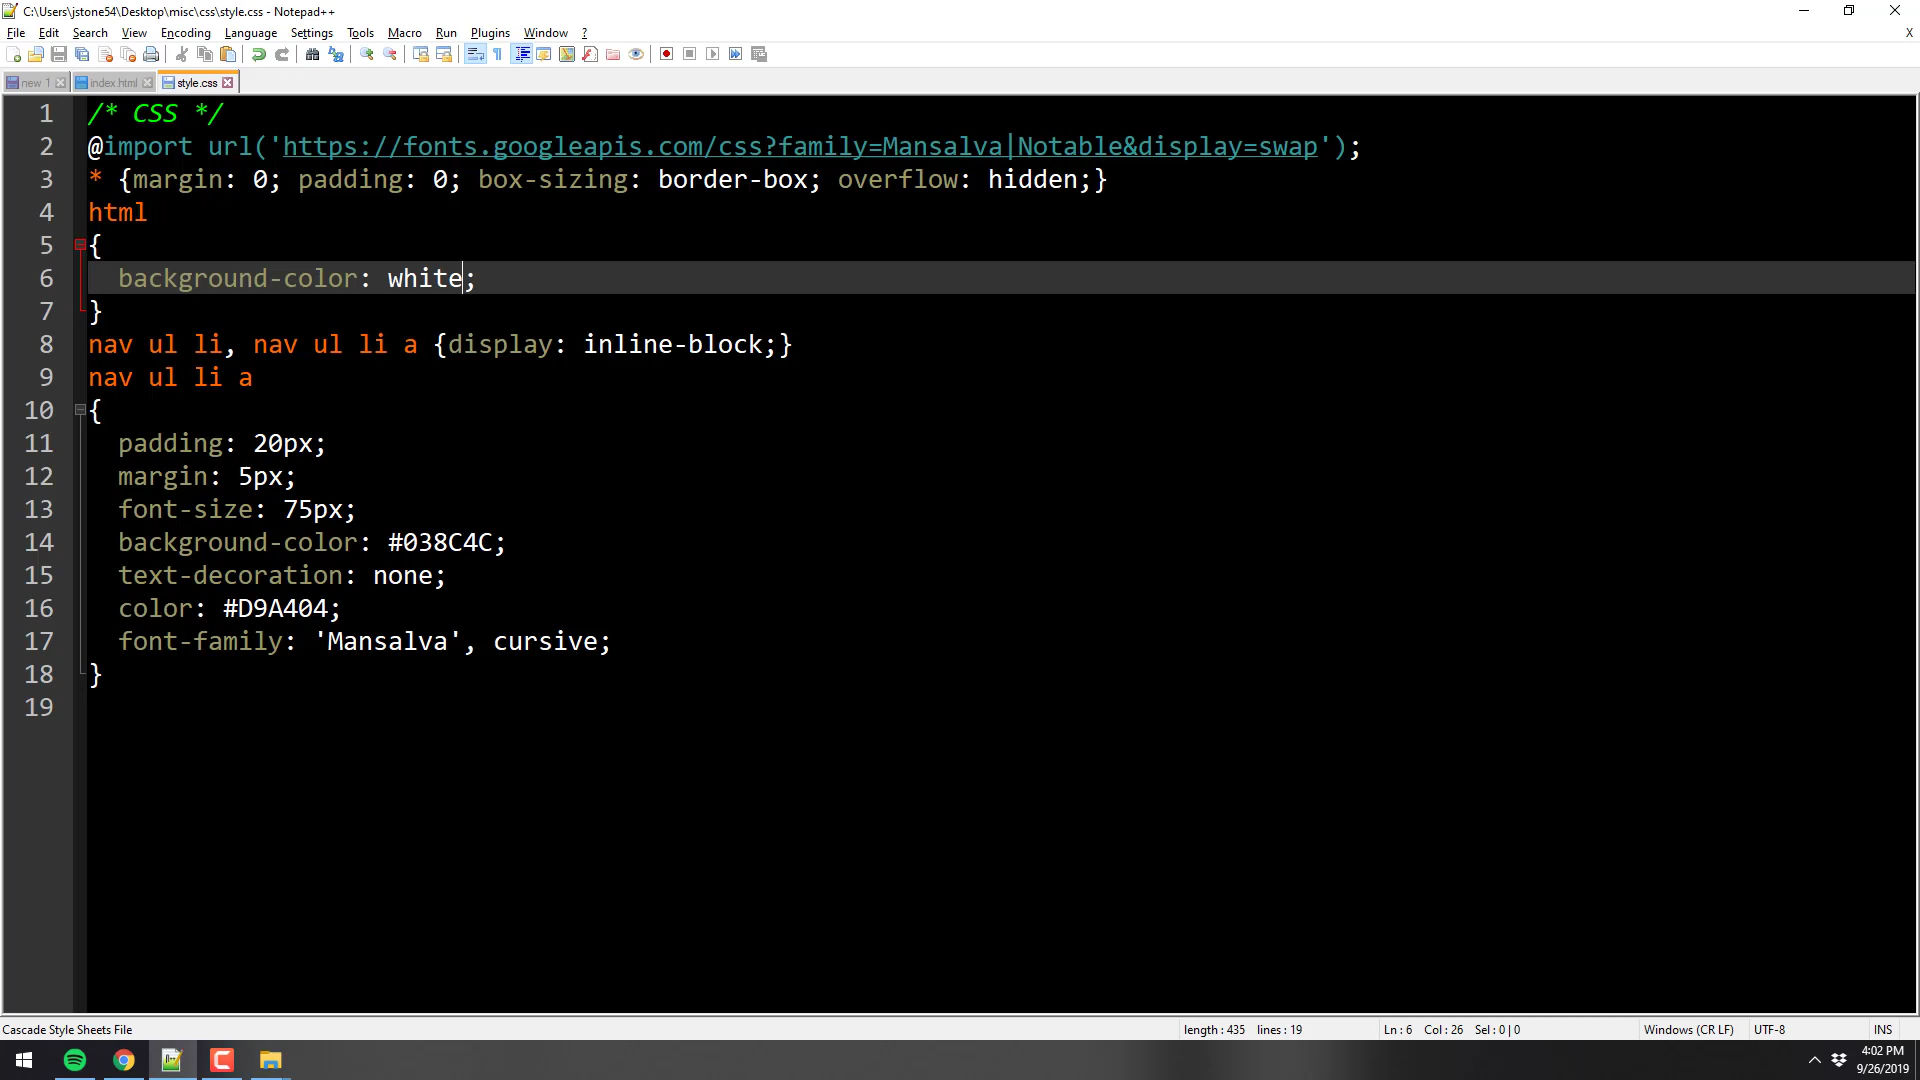 C:\Users\jstone54\Desktop\misc\css\style.css - Notepad++
File Edit Search View Encoding Language Settings Tools Macro Run Plugins Window ? X
new 1 index.html style.css
1 /* CSS */
2 @import url('https://fonts.googleapis.com/css?family=Mansalva|Notable&display=swap');
3 * {margin: 0; padding: 0; box-sizing: border-box; overflow: hidden;}
4 html
5 {
6 background-color: white;
7 }
8 nav ul li, nav ul li a {display: inline-block;}
9 nav ul li a
10 {
11 padding: 20px;
12 margin: 5px;
13 font-size: 75px;
14 background-color: #038C4C;
15 text-decoration: none;
16 color: #D9A404;
17 font-family: 'Mansalva', cursive;
18 }
19
Cascade Style Sheets File length : 435 lines : 19 Ln : 6 Col : 26 Sel : 0 | 0 Windows (CR LF) UTF-8 INS
4:02 PM
9/26/2019